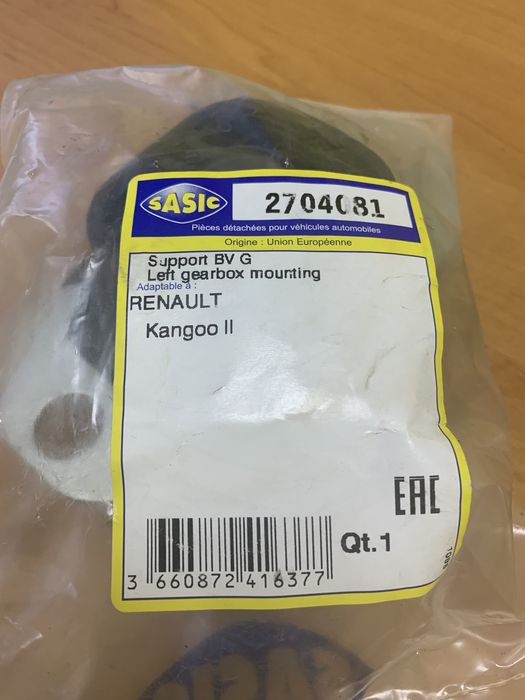 SASIC 2704081
Pièces détachées pour véhicules automobiles
Origine : Union Européenne
Support BV G
Left gearbox mounting
Adaptable à :
RENAULT
Kangoo II
EAC
Qt.1
3 660872 416377
SASIC